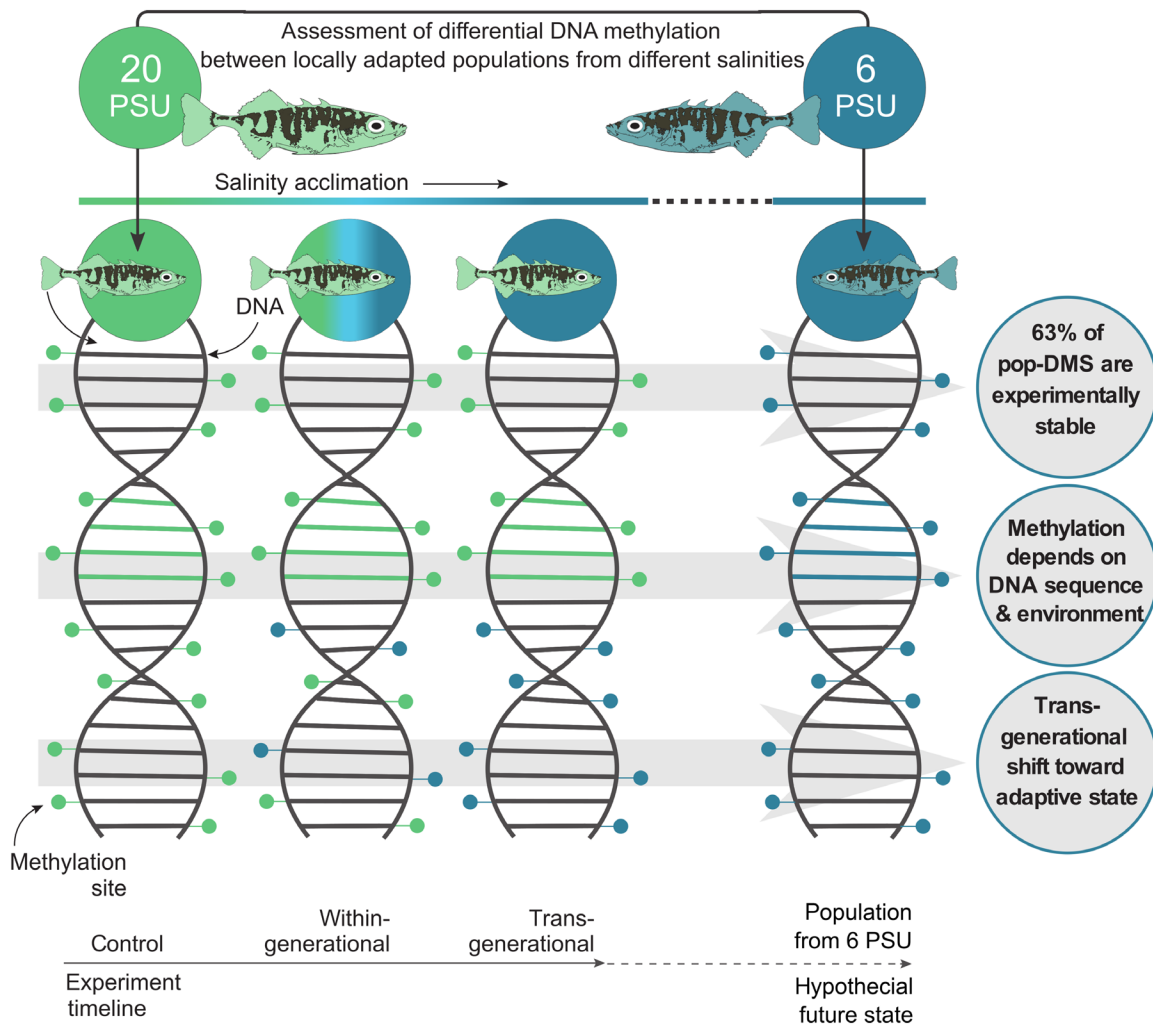 Assessment of differential DNA methylation
between locally adapted populations from different salinities
20
PSU
6
PSU
Salinity acclimation
DNA
63% of
pop-DMS are
experimentally
stable
Methylation
depends on
DNA sequence
& environment
Trans-
generational
shift toward
adaptive state
Methylation
site
Control
Within-
generational
Trans-
generational
Population
from 6 PSU
Experiment
timeline
Hypothecial
future state